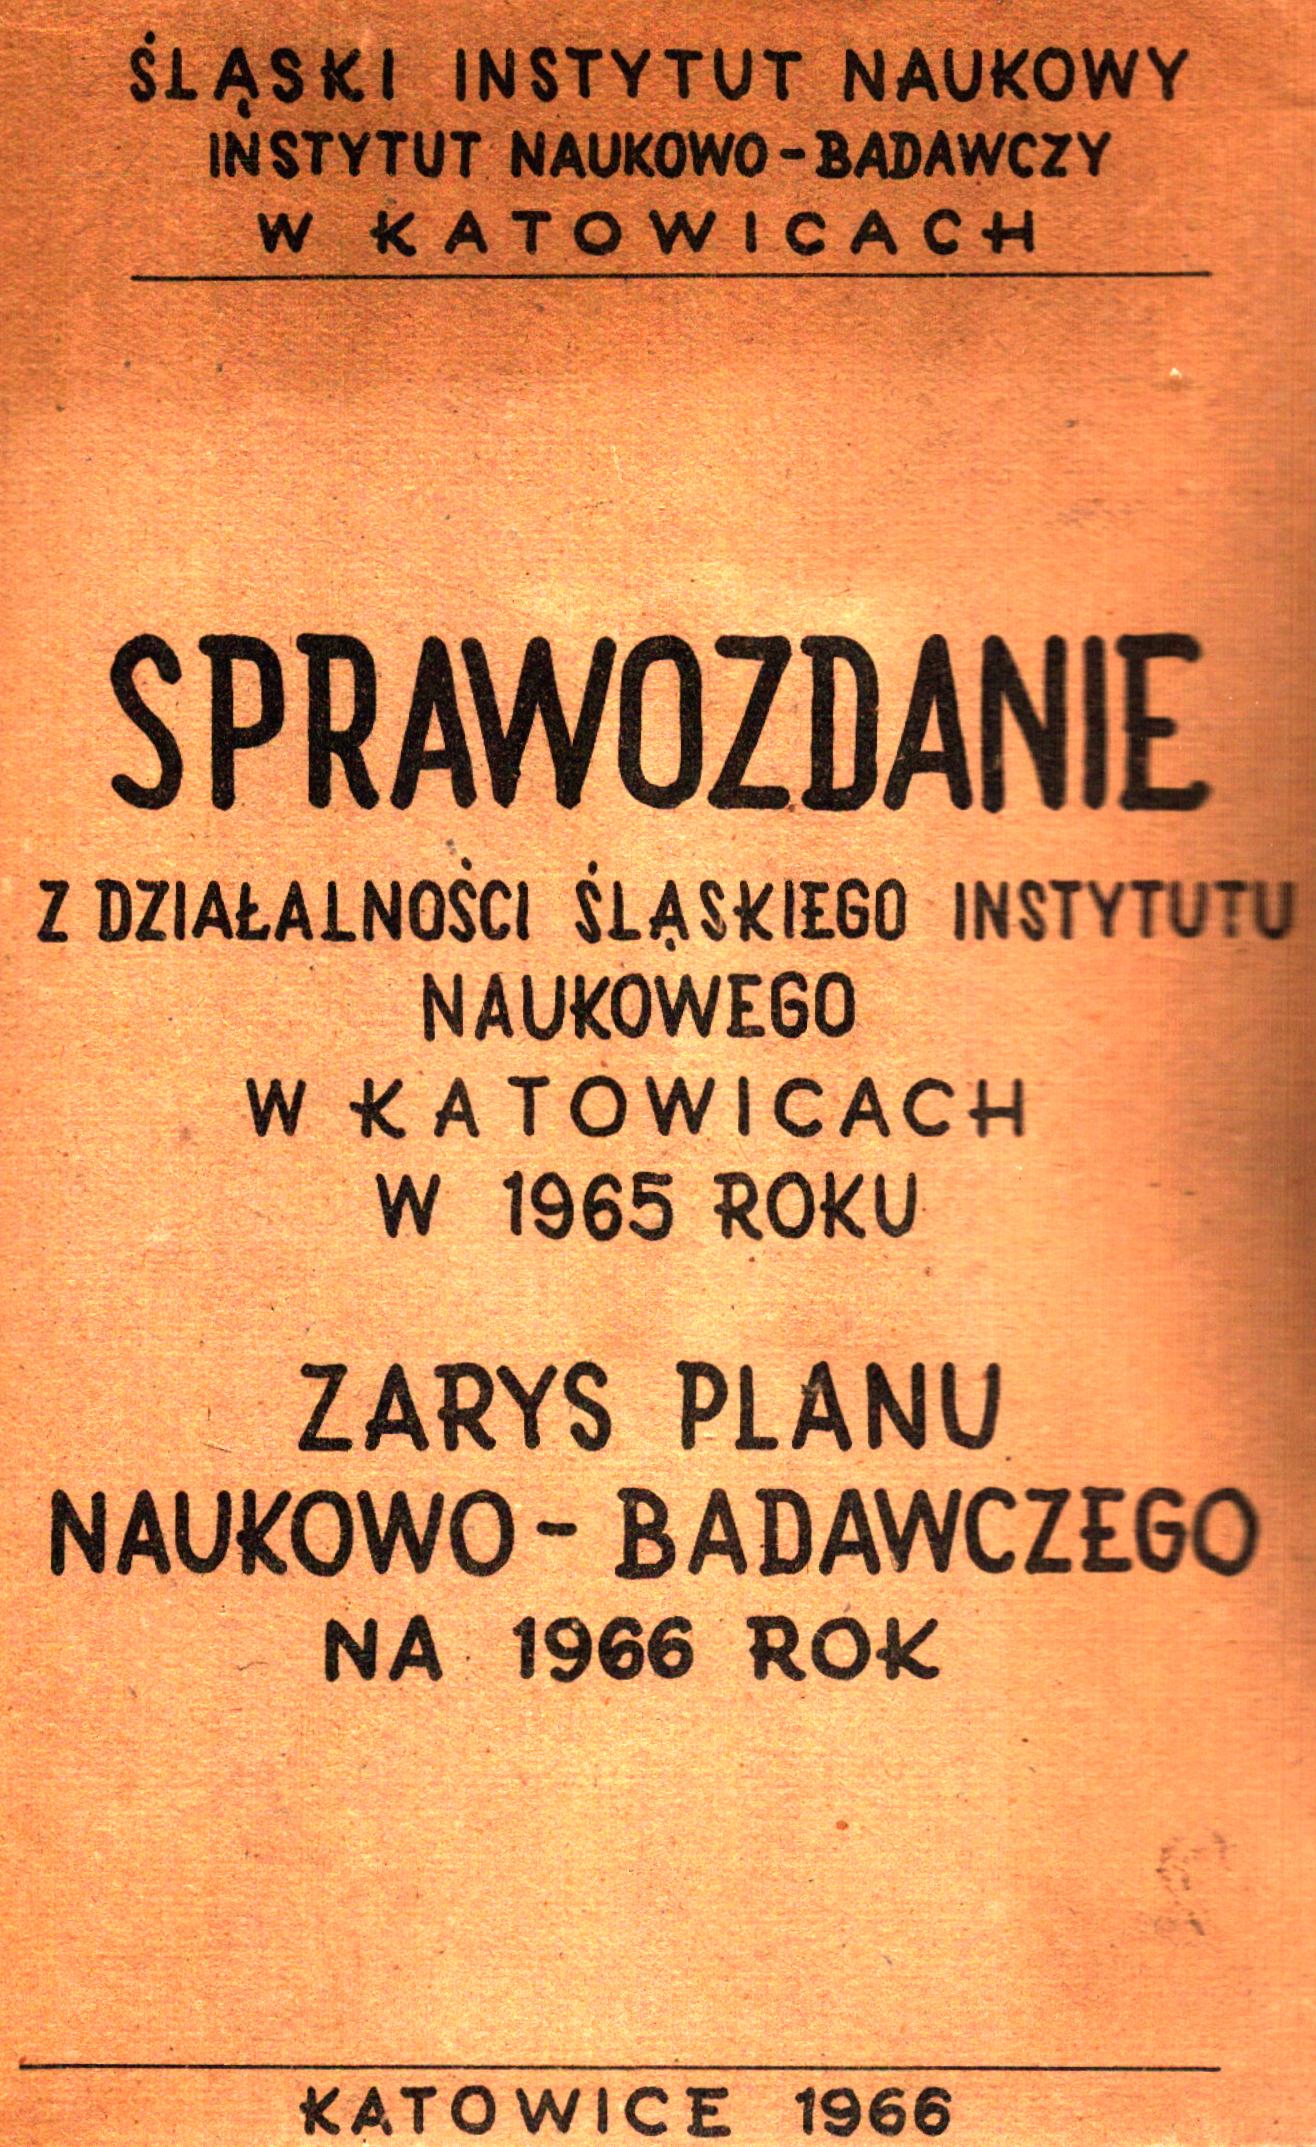 ŚLĄSKI INSTYTUT NAUKOWY
INSTYTUT NAUKOWO-BADAWCZY
W KATOWICACH
SPRAWOZDANIE
Z DZIAŁALNOŚCI ŚLĄSKIEGO INSTYTUTU
NAUKOWEGO
W KATOWICACH
W 1965 ROKU
ZARYS PLANU
NAUKOWO-BADAWCZEGO
NA 1966 ROK
KATOWICE 1966